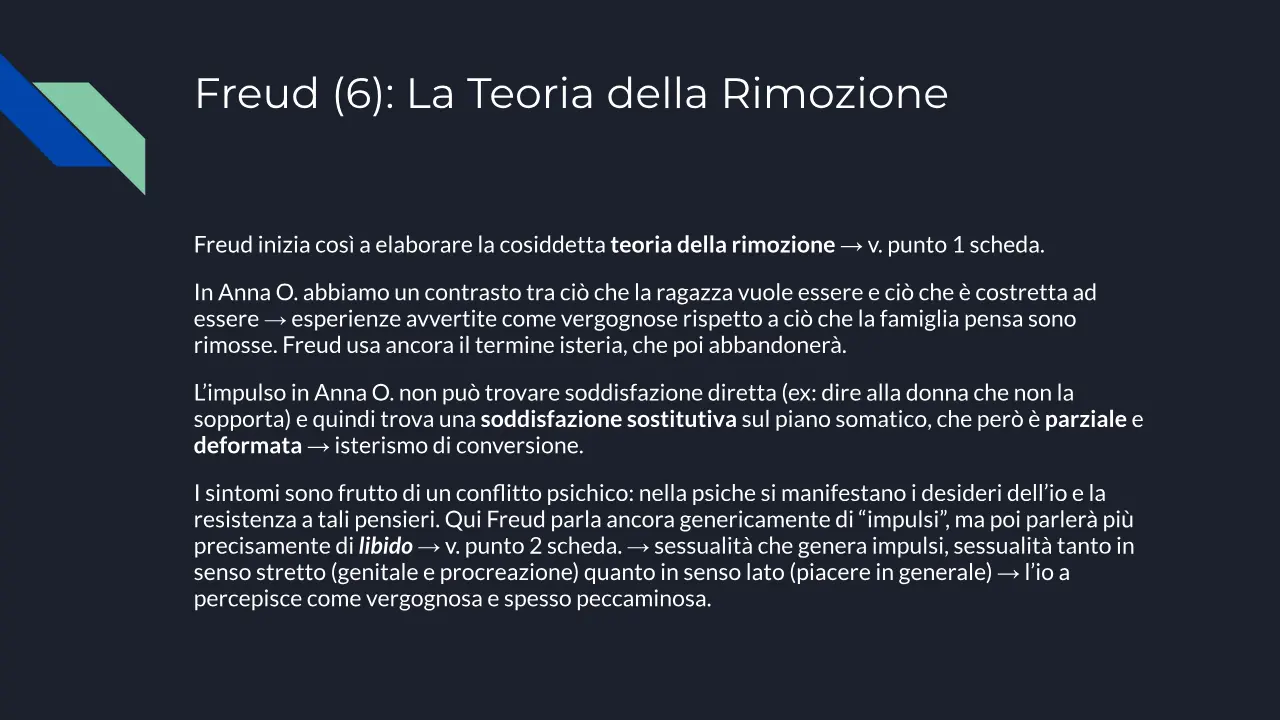 Freud (6): La Teoria della Rimozione
Freud inizia così a elaborare la cosiddetta teoria della rimozione → v. punto 1 scheda.
In Anna O. abbiamo un contrasto tra ciò che la ragazza vuole essere e ciò che è costretta ad
essere → esperienze avvertite come vergognose rispetto a ciò che la famiglia pensa sono
rimosse. Freud usa ancora il termine isteria, che poi abbandonerà.
L’impulso in Anna O. non può trovare soddisfazione diretta (ex: dire alla donna che non la
sopporta) e quindi trova una soddisfazione sostitutiva sul piano somatico, che però è parziale e
deformata → isterismo di conversione.
I sintomi sono frutto di un conflitto psichico: nella psiche si manifestano i desideri dell’io e la
resistenza a tali pensieri. Qui Freud parla ancora genericamente di “impulsi”, ma poi parlerà più
precisamente di libido → v. punto 2 scheda. → sessualità che genera impulsi, sessualità tanto in
senso stretto (genitale e procreazione) quanto in senso lato (piacere in generale) → l’io a
percepisce come vergognosa e spesso peccaminosa.